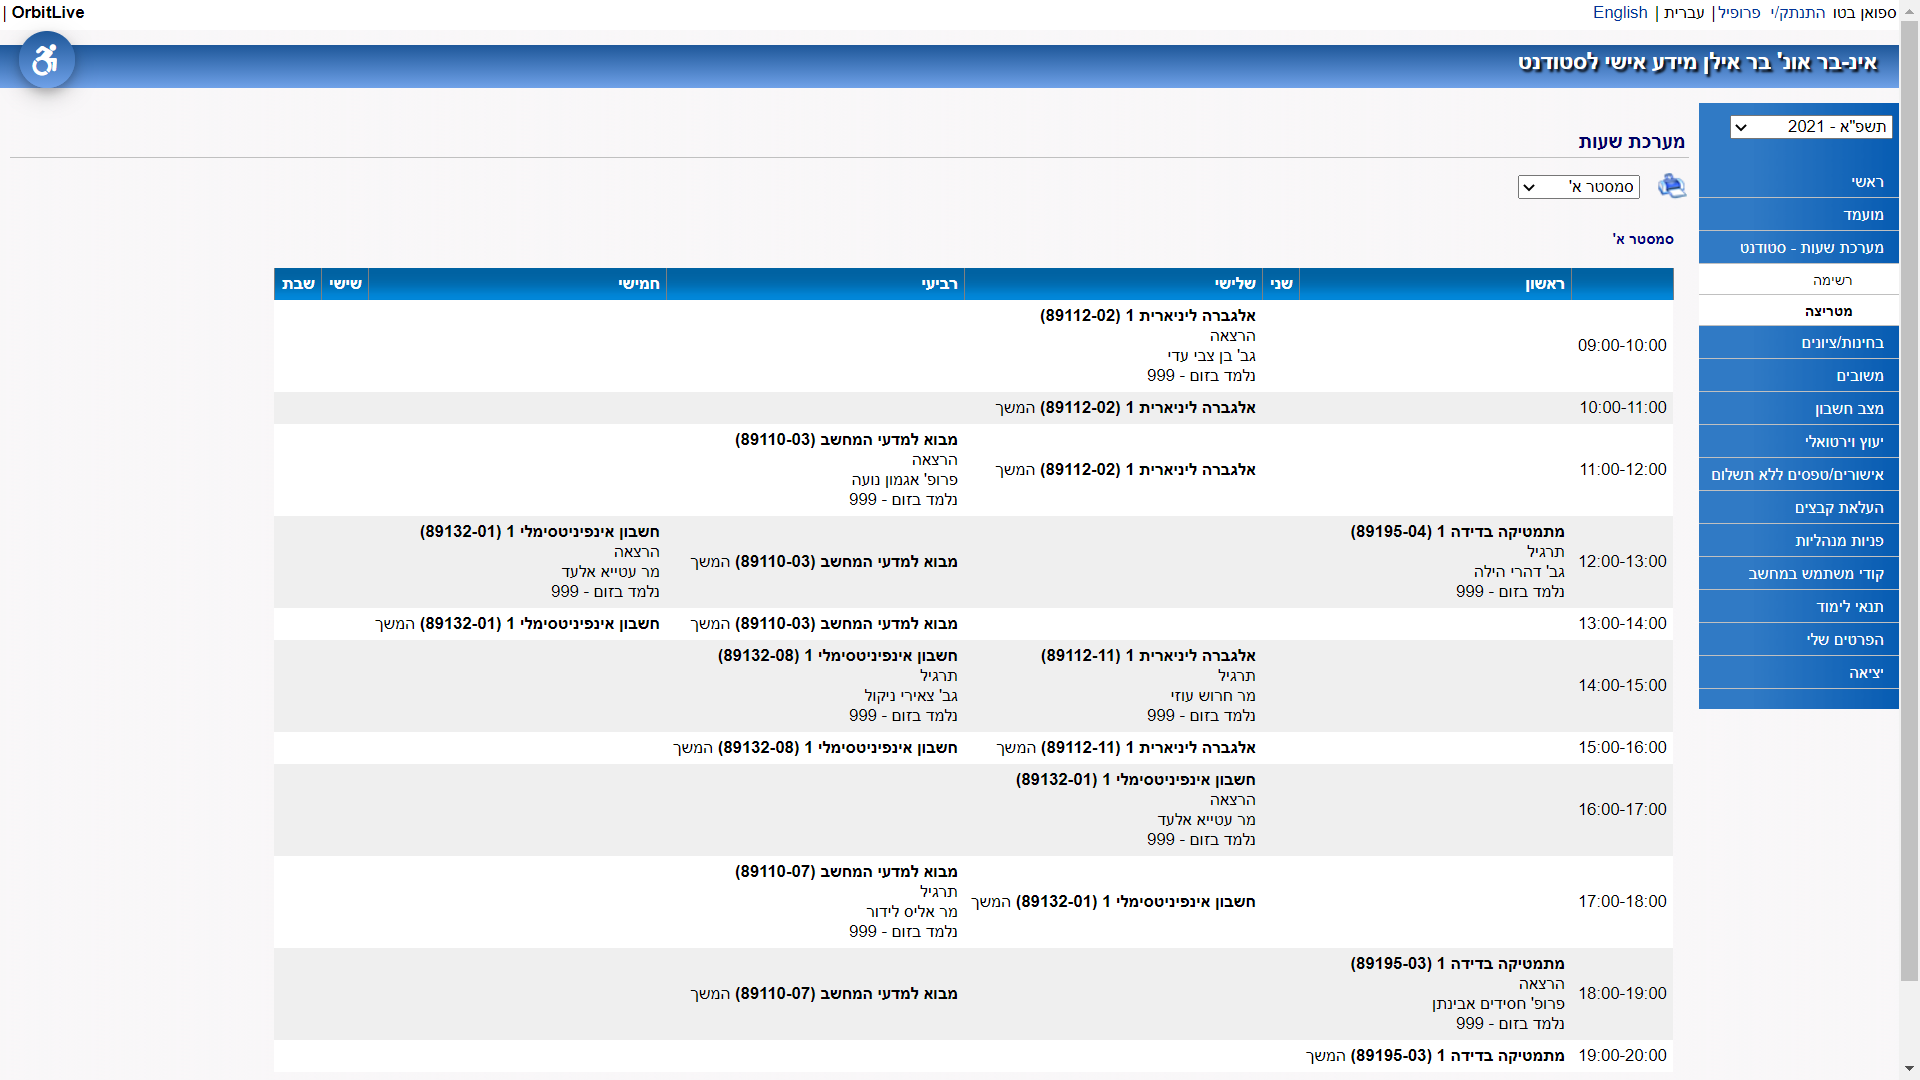 ספואן בטו התנתק/י פרופיל | עברית | English
| OrbitLive
אינ-בר אונ' בר אילן מידע אישי לסטודנט
תשפ"א - 2021
ראשי
מועמד
מערכת שעות - סטודנט
רשימה
מטריצה
בחינות/ציונים
משובים
מצב חשבון
יעוץ וירטואלי
אישורים/טפסים ללא תשלום
העלאת קבצים
פניות מנהליות
קודי משתמש במחשב
תנאי לימוד
הפרטים שלי
יציאה
מערכת שעות
סמסטר א'
סמסטר א'
ראשון שני שלישי רביעי חמישי שישי שבת
09:00-10:00
אלגברה ליניארית 1 (89112-02)
הרצאה
גב' בן צבי עדי
נלמד בזום - 999
10:00-11:00
אלגברה ליניארית 1 (89112-02) המשך
11:00-12:00
אלגברה ליניארית 1 (89112-02) המשך
מבוא למדעי המחשב (89110-03)
הרצאה
פרופ' אגמון נועה
נלמד בזום - 999
12:00-13:00
מתמטיקה בדידה 1 (89195-04)
תרגיל
גב' דהרי הילה
נלמד בזום - 999
מבוא למדעי המחשב (89110-03) המשך
חשבון אינפיניטסימלי 1 (89132-01)
הרצאה
מר עטייא אלעד
נלמד בזום - 999
13:00-14:00
מבוא למדעי המחשב (89110-03) המשך
חשבון אינפיניטסימלי 1 (89132-01) המשך
14:00-15:00
אלגברה ליניארית 1 (89112-11)
תרגיל
מר חרוש עוזי
נלמד בזום - 999
חשבון אינפיניטסימלי 1 (89132-08)
תרגיל
גב' צאירי ניקול
נלמד בזום - 999
15:00-16:00
אלגברה ליניארית 1 (89112-11) המשך
חשבון אינפיניטסימלי 1 (89132-08) המשך
16:00-17:00
חשבון אינפיניטסימלי 1 (89132-01)
הרצאה
מר עטייא אלעד
נלמד בזום - 999
17:00-18:00
חשבון אינפיניטסימלי 1 (89132-01) המשך
מבוא למדעי המחשב (89110-07)
תרגיל
מר אליס לידור
נלמד בזום - 999
18:00-19:00
מתמטיקה בדידה 1 (89195-03)
הרצאה
פרופ' חסידים אבינתן
נלמד בזום - 999
מבוא למדעי המחשב (89110-07) המשך
19:00-20:00
מתמטיקה בדידה 1 (89195-03) המשך